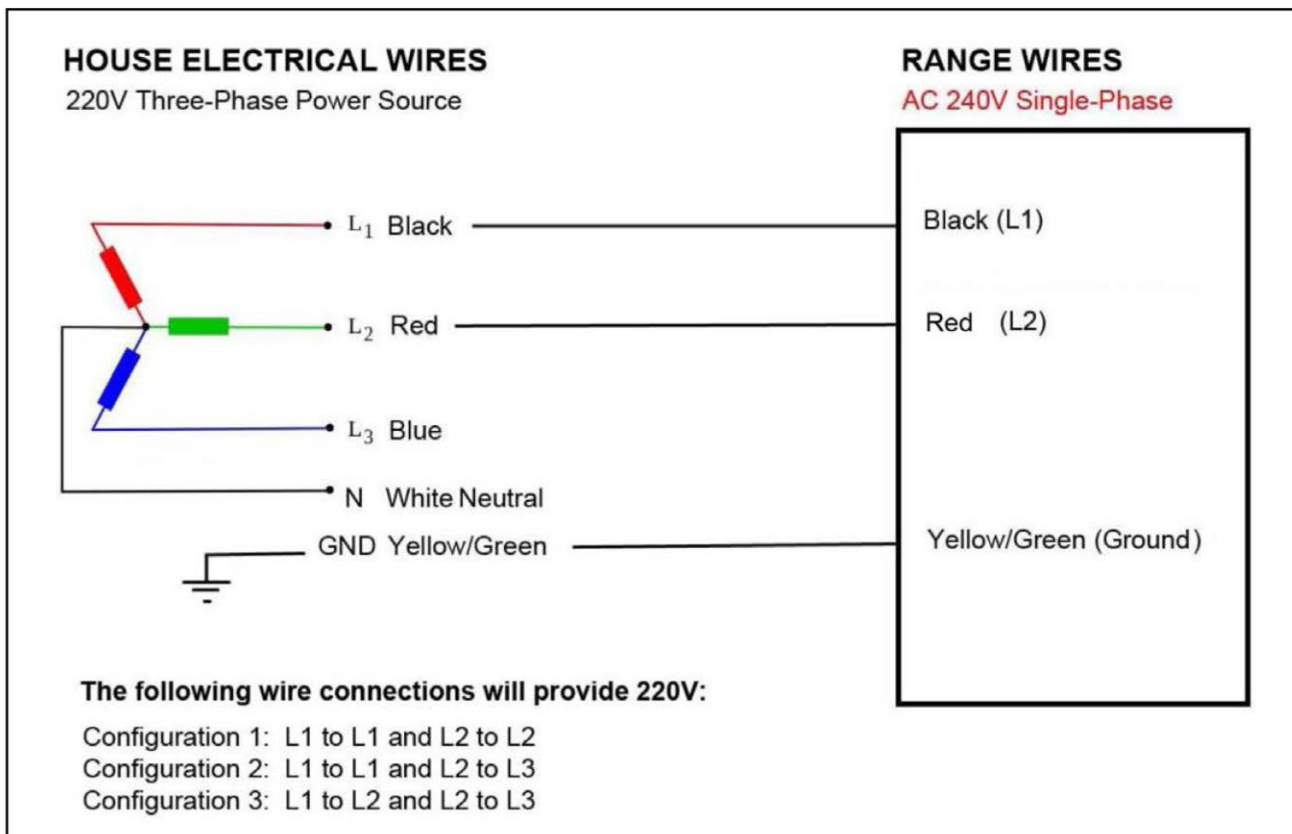 HOUSE ELECTRICAL WIRES
220V Three-Phase Power Source
RANGE WIRES
AC 240V Single-Phase
L1 Black
Black (L1)
L2 Red
Red (L2)
L3 Blue
N White Neutral
GND Yellow/Green
Yellow/Green (Ground)
The following wire connections will provide 220V:
Configuration 1: L1 to L1 and L2 to L2
Configuration 2: L1 to L1 and L2 to L3
Configuration 3: L1 to L2 and L2 to L3